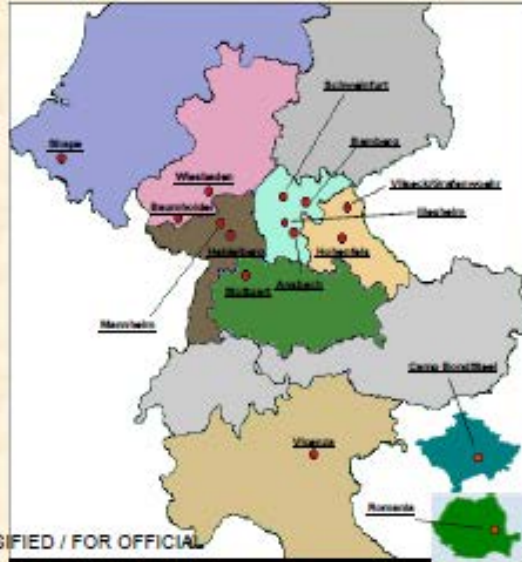 Schweinfurt
Bamberg
Shape
Wiesbaden
Vilseck/Grafenwoehr
Baumholder
Illesheim
Heidelberg
Hohenfels
Stuttgart
Ansbach
Mannheim
Camp BondSteel
Vicenza
Romania
SIFIED / FOR OFFICIAL